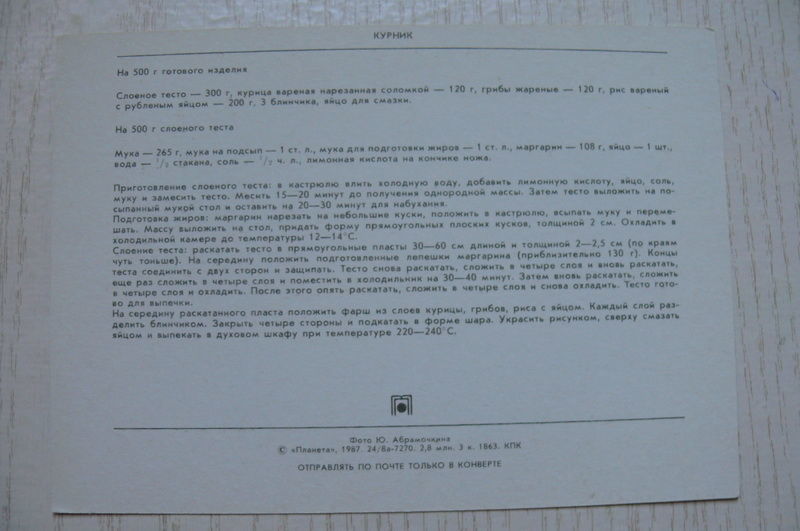 КУРНИК
На 500 г готового изделия
Слоеное тесто — 300 г, курица вареная нарезанная соломкой — 120 г, грибы жареные — 120 г, рис вареный
с рубленым яйцом — 200 г, 3 блинчика, яйцо для смазки.
На 500 г слоеного теста
Мука — 265 г, мука на подсып — 1 ст. л., мука для подготовки жиров — 1 ст. л., маргарин — 108 г, яйцо — 1 шт.,
вода — 1/2 стакана, соль — 1/2 ч. л., лимонная кислота на кончике ножа.
Приготовление слоеного теста: в кастрюлю влить холодную воду, добавить лимонную кислоту, яйцо, соль,
муку и замесить тесто. Месить 15—20 минут до получения однородной массы. Затем тесто выложить на по-
сыпанный мукой стол и оставить на 20—30 минут для набухания.
Подготовка жиров: маргарин нарезать на небольшие куски, положить в кастрюлю, всыпать муку и переме-
шать. Массу выложить на стол, придать форму прямоугольных плоских кусков, толщиной 2 см. Охладить в
холодильной камере до температуры 12—14°С.
Слоение теста: раскатать тесто в прямоугольные пласты 30—60 см длиной и толщиной 2—2,5 см (по краям
чуть тоньше). На середину положить подготовленные лепешки маргарина (приблизительно 130 г). Концы
теста соединить с двух сторон и защипать. Тесто снова раскатать, сложить в четыре слоя и вновь раскатать,
еще раз сложить в четыре слоя и поместить в холодильник на 30—40 минут. Затем вновь раскатать, сложить
в четыре слоя и охладить. После этого опять раскатать, сложить в четыре слоя и снова охладить. Тесто гото-
во для выпечки.
На середину раскатанного пласта положить фарш из слоев курицы, грибов, риса с яйцом. Каждый слой раз-
делить блинчиком. Закрыть четыре стороны и подкатать в форме шара. Украсить рисунком, сверху смазать
яйцом и выпекать в духовом шкафу при температуре 220—240°С.
Фото Ю. Абрамочкина
© «Планета», 1987. 24/8а-7270. 2,8 млн. 3 к. 1863. КПК
ОТПРАВЛЯТЬ ПО ПОЧТЕ ТОЛЬКО В КОНВЕРТЕ